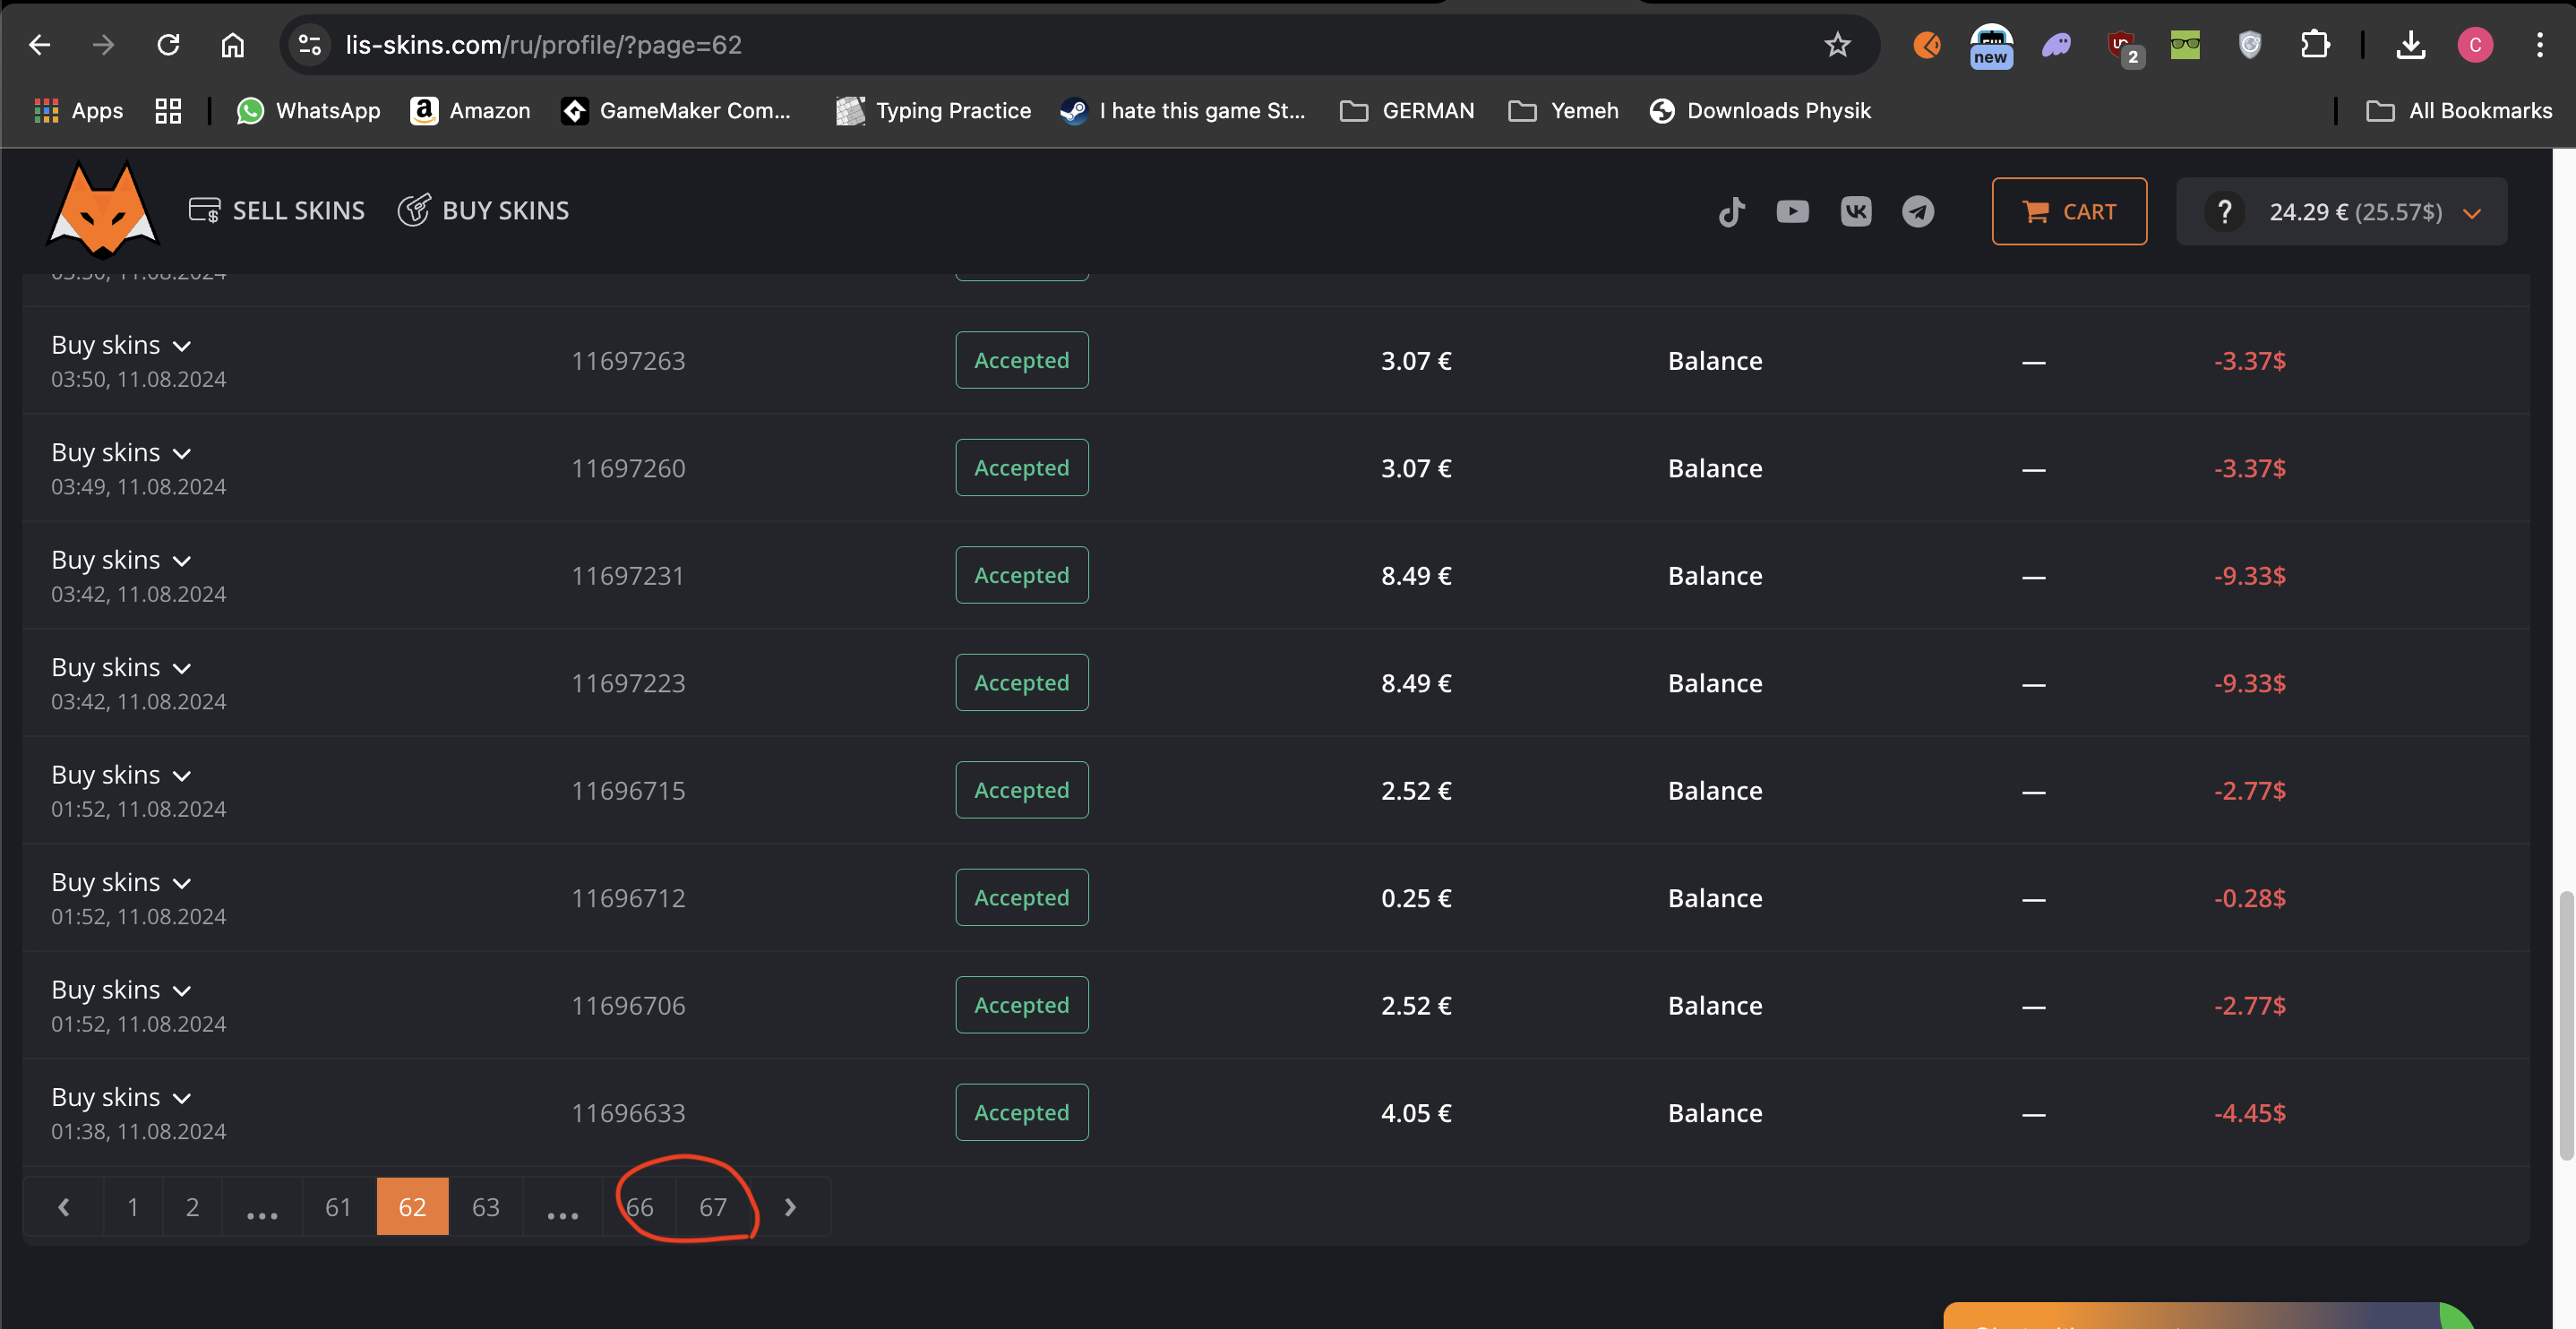 lis-skins.com/ru/profile/?page=62
new
2
C
Apps
WhatsApp
Amazon
GameMaker Com...
Typing Practice
I hate this game St...
GERMAN
Yemeh
Downloads Physik
All Bookmarks
SELL SKINS
BUY SKINS
CART
? 24.29 € (25.57$)
03:50, 11.08.2024
Buy skins
03:50, 11.08.2024
11697263
Accepted
3.07 €
Balance
—
-3.37$
Buy skins
03:49, 11.08.2024
11697260
Accepted
3.07 €
Balance
—
-3.37$
Buy skins
03:42, 11.08.2024
11697231
Accepted
8.49 €
Balance
—
-9.33$
Buy skins
03:42, 11.08.2024
11697223
Accepted
8.49 €
Balance
—
-9.33$
Buy skins
01:52, 11.08.2024
11696715
Accepted
2.52 €
Balance
—
-2.77$
Buy skins
01:52, 11.08.2024
11696712
Accepted
0.25 €
Balance
—
-0.28$
Buy skins
01:52, 11.08.2024
11696706
Accepted
2.52 €
Balance
—
-2.77$
Buy skins
01:38, 11.08.2024
11696633
Accepted
4.05 €
Balance
—
-4.45$
1 2 ... 61 62 63 ... 66 67